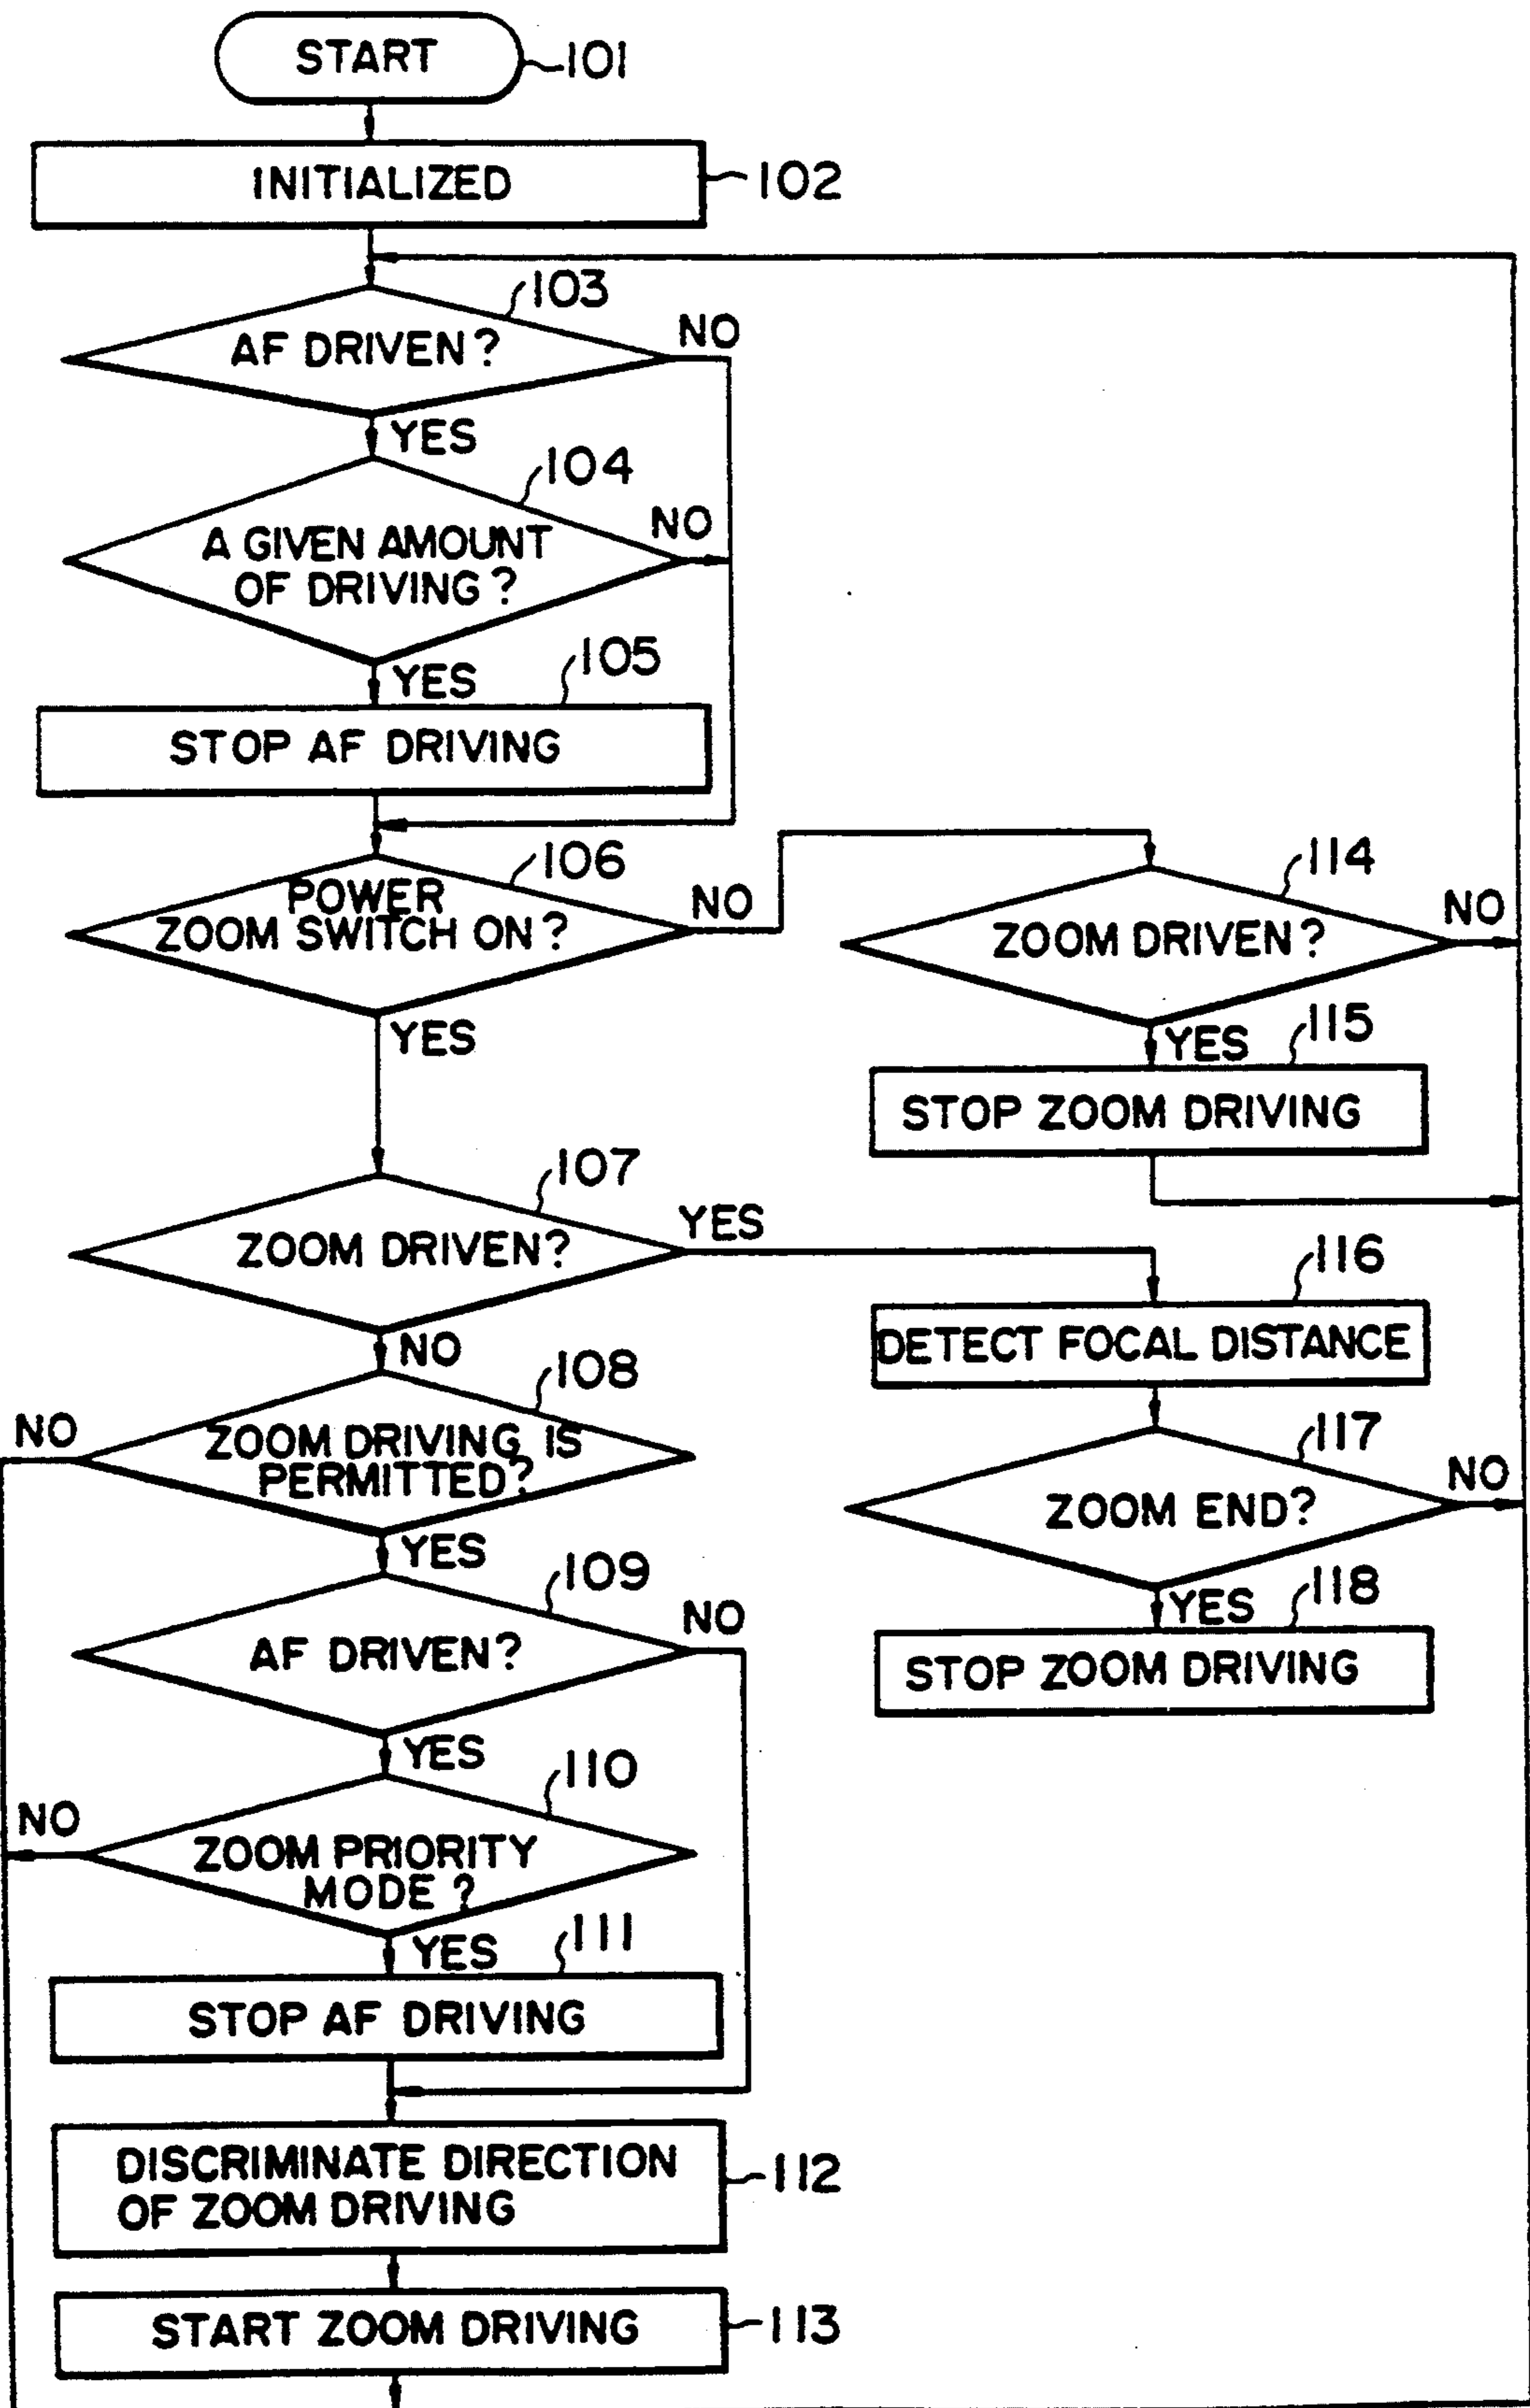 START
101
INITIALIZED
102
103
AF DRIVEN?
NO
YES
104
A GIVEN AMOUNT
OF DRIVING?
NO
YES
105
STOP AF DRIVING
106
POWER
ZOOM SWITCH ON?
NO
YES
114
ZOOM DRIVEN?
NO
YES
115
STOP ZOOM DRIVING
107
ZOOM DRIVEN?
YES
NO
116
DETECT FOCAL DISTANCE
108
ZOOM DRIVING IS
PERMITTED?
NO
YES
117
ZOOM END?
NO
YES
118
STOP ZOOM DRIVING
109
AF DRIVEN?
NO
YES
110
ZOOM PRIORITY
MODE?
NO
YES
111
STOP AF DRIVING
DISCRIMINATE DIRECTION
OF ZOOM DRIVING
112
START ZOOM DRIVING
113